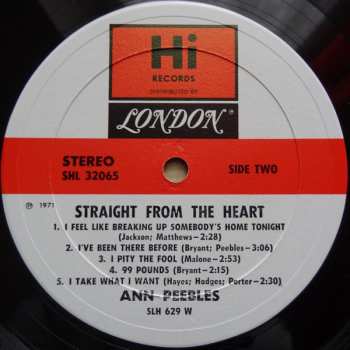 Hi
RECORDS
DISTRIBUTED BY
LONDON®
STEREO
SHL 32065
SIDE TWO
℗ 1971
STRAIGHT FROM THE HEART
1. I FEEL LIKE BREAKING UP SOMEBODY'S HOME TONIGHT
(Jackson; Matthews–2:28)
2. I'VE BEEN THERE BEFORE (Bryant; Peebles–3:06)
3. I PITY THE FOOL (Malone–2:53)
4. 99 POUNDS (Bryant–2:15)
5. I TAKE WHAT I WANT (Hayes; Hodges; Porter–2:30)
ANN PEEBLES
SLH 629 W